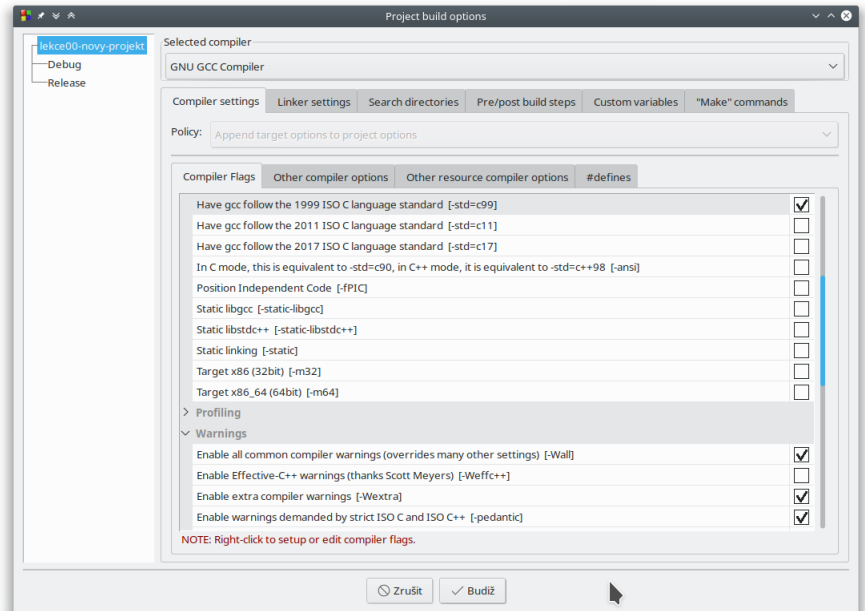 Project build options
lekce00-novy-projekt
Debug
Release
Selected compiler
GNU GCC Compiler
Compiler settings Linker settings Search directories Pre/post build steps Custom variables "Make" commands
Policy: Append target options to project options
Compiler Flags Other compiler options Other resource compiler options #defines
Have gcc follow the 1999 ISO C language standard [-std=c99]
Have gcc follow the 2011 ISO C language standard [-std=c11]
Have gcc follow the 2017 ISO C language standard [-std=c17]
In C mode, this is equivalent to -std=c90, in C++ mode, it is equivalent to -std=c++98 [-ansi]
Position Independent Code [-fPIC]
Static libgcc [-static-libgcc]
Static libstdc++ [-static-libstdc++]
Static linking [-static]
Target x86 (32bit) [-m32]
Target x86_64 (64bit) [-m64]
Profiling
Warnings
Enable all common compiler warnings (overrides many other settings) [-Wall]
Enable Effective-C++ warnings (thanks Scott Meyers) [-Weffc++]
Enable extra compiler warnings [-Wextra]
Enable warnings demanded by strict ISO C and ISO C++ [-pedantic]
NOTE: Right-click to setup or edit compiler flags.
Zrušit Budiž